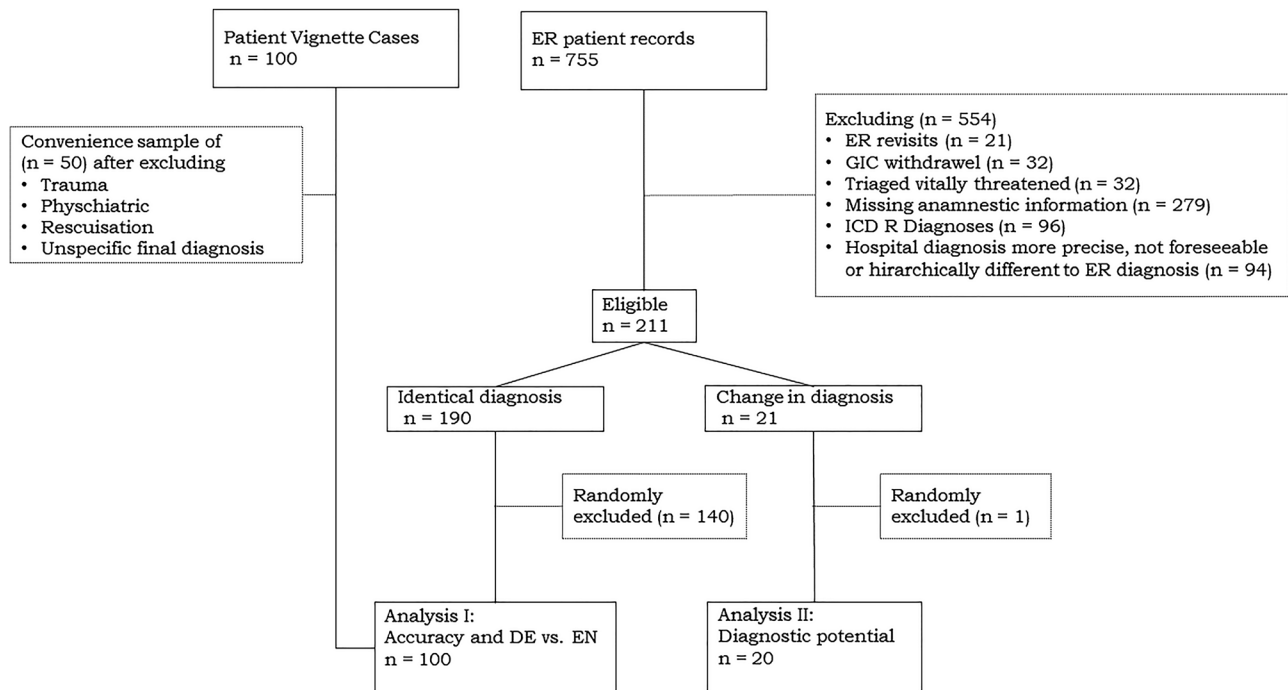 Patient Vignette Cases
n = 100
ER patient records
n = 755
Convenience sample of
(n = 50) after excluding
• Trauma
• Physchiatric
• Rescuisation
• Unspecific final diagnosis
Excluding (n = 554)
• ER revisits (n = 21)
• GIC withdrawel (n = 32)
• Triaged vitally threatened (n = 32)
• Missing anamnestic information (n = 279)
• ICD R Diagnoses (n = 96)
• Hospital diagnosis more precise, not foreseeable
or hirarchically different to ER diagnosis (n = 94)
Eligible
n = 211
Identical diagnosis
n = 190
Change in diagnosis
n = 21
Randomly
excluded (n = 140)
Randomly
excluded (n = 1)
Analysis I:
Accuracy and DE vs. EN
n = 100
Analysis II:
Diagnostic potential
n = 20